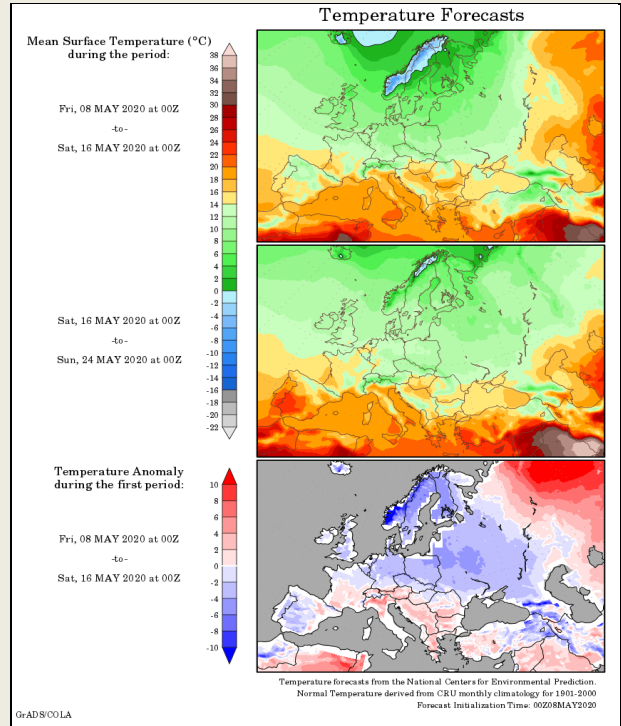 Temperature Forecasts
Mean Surface Temperature (°C)
during the period:
38
36
34
32
30
28
26
24
22
20
18
16
14
12
10
8
6
4
2
0
-2
-4
-6
-8
-10
-12
-14
-16
-18
-20
-22
Fri, 08 MAY 2020 at 00Z
-to-
Sat, 16 MAY 2020 at 00Z
Sat, 16 MAY 2020 at 00Z
-to-
Sun, 24 MAY 2020 at 00Z
Temperature Anomaly
during the first period:
10
8
6
4
2
0
-2
-4
-6
-8
-10
Fri, 08 MAY 2020 at 00Z
-to-
Sat, 16 MAY 2020 at 00Z
Temperature forecasts from the National Centers for Environmental Prediction.
Normal Temperature derived from CRU monthly climatology for 1901-2000
Forecast Initialization Time: 00Z08MAY2020
GrADS/COLA